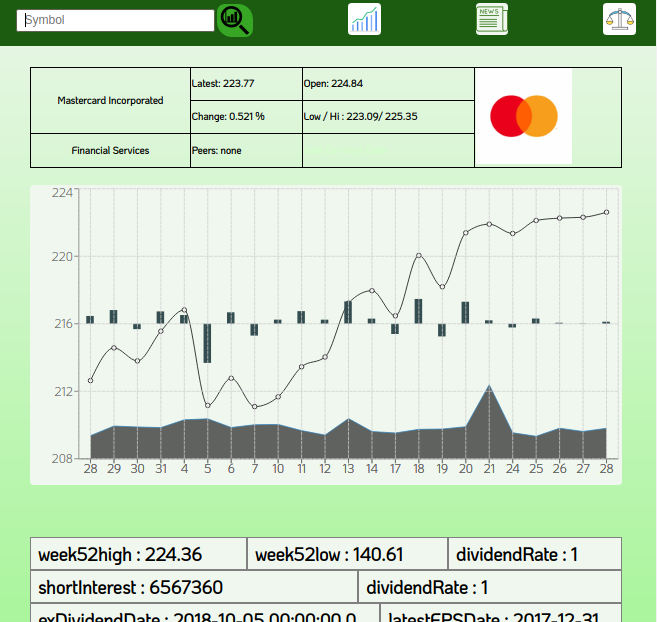 Symbol
NEWS
Mastercard Incorporated
Latest: 223.77
Open: 224.84
Change: 0.521 %
Low / Hi : 223.09/ 225.35
Financial Services
Peers: none
224
220
216
212
208
28 29 30 31 4 5 6 7 10 11 12 13 14 17 18 19 20 21 24 25 26 27 28
week52high : 224.36
week52low : 140.61
dividendRate : 1
shortInterest : 6567360
dividendRate : 1
exDividendDate : 2018-10-05 00:00:00.0
latestEPSDate : 2017-12-31